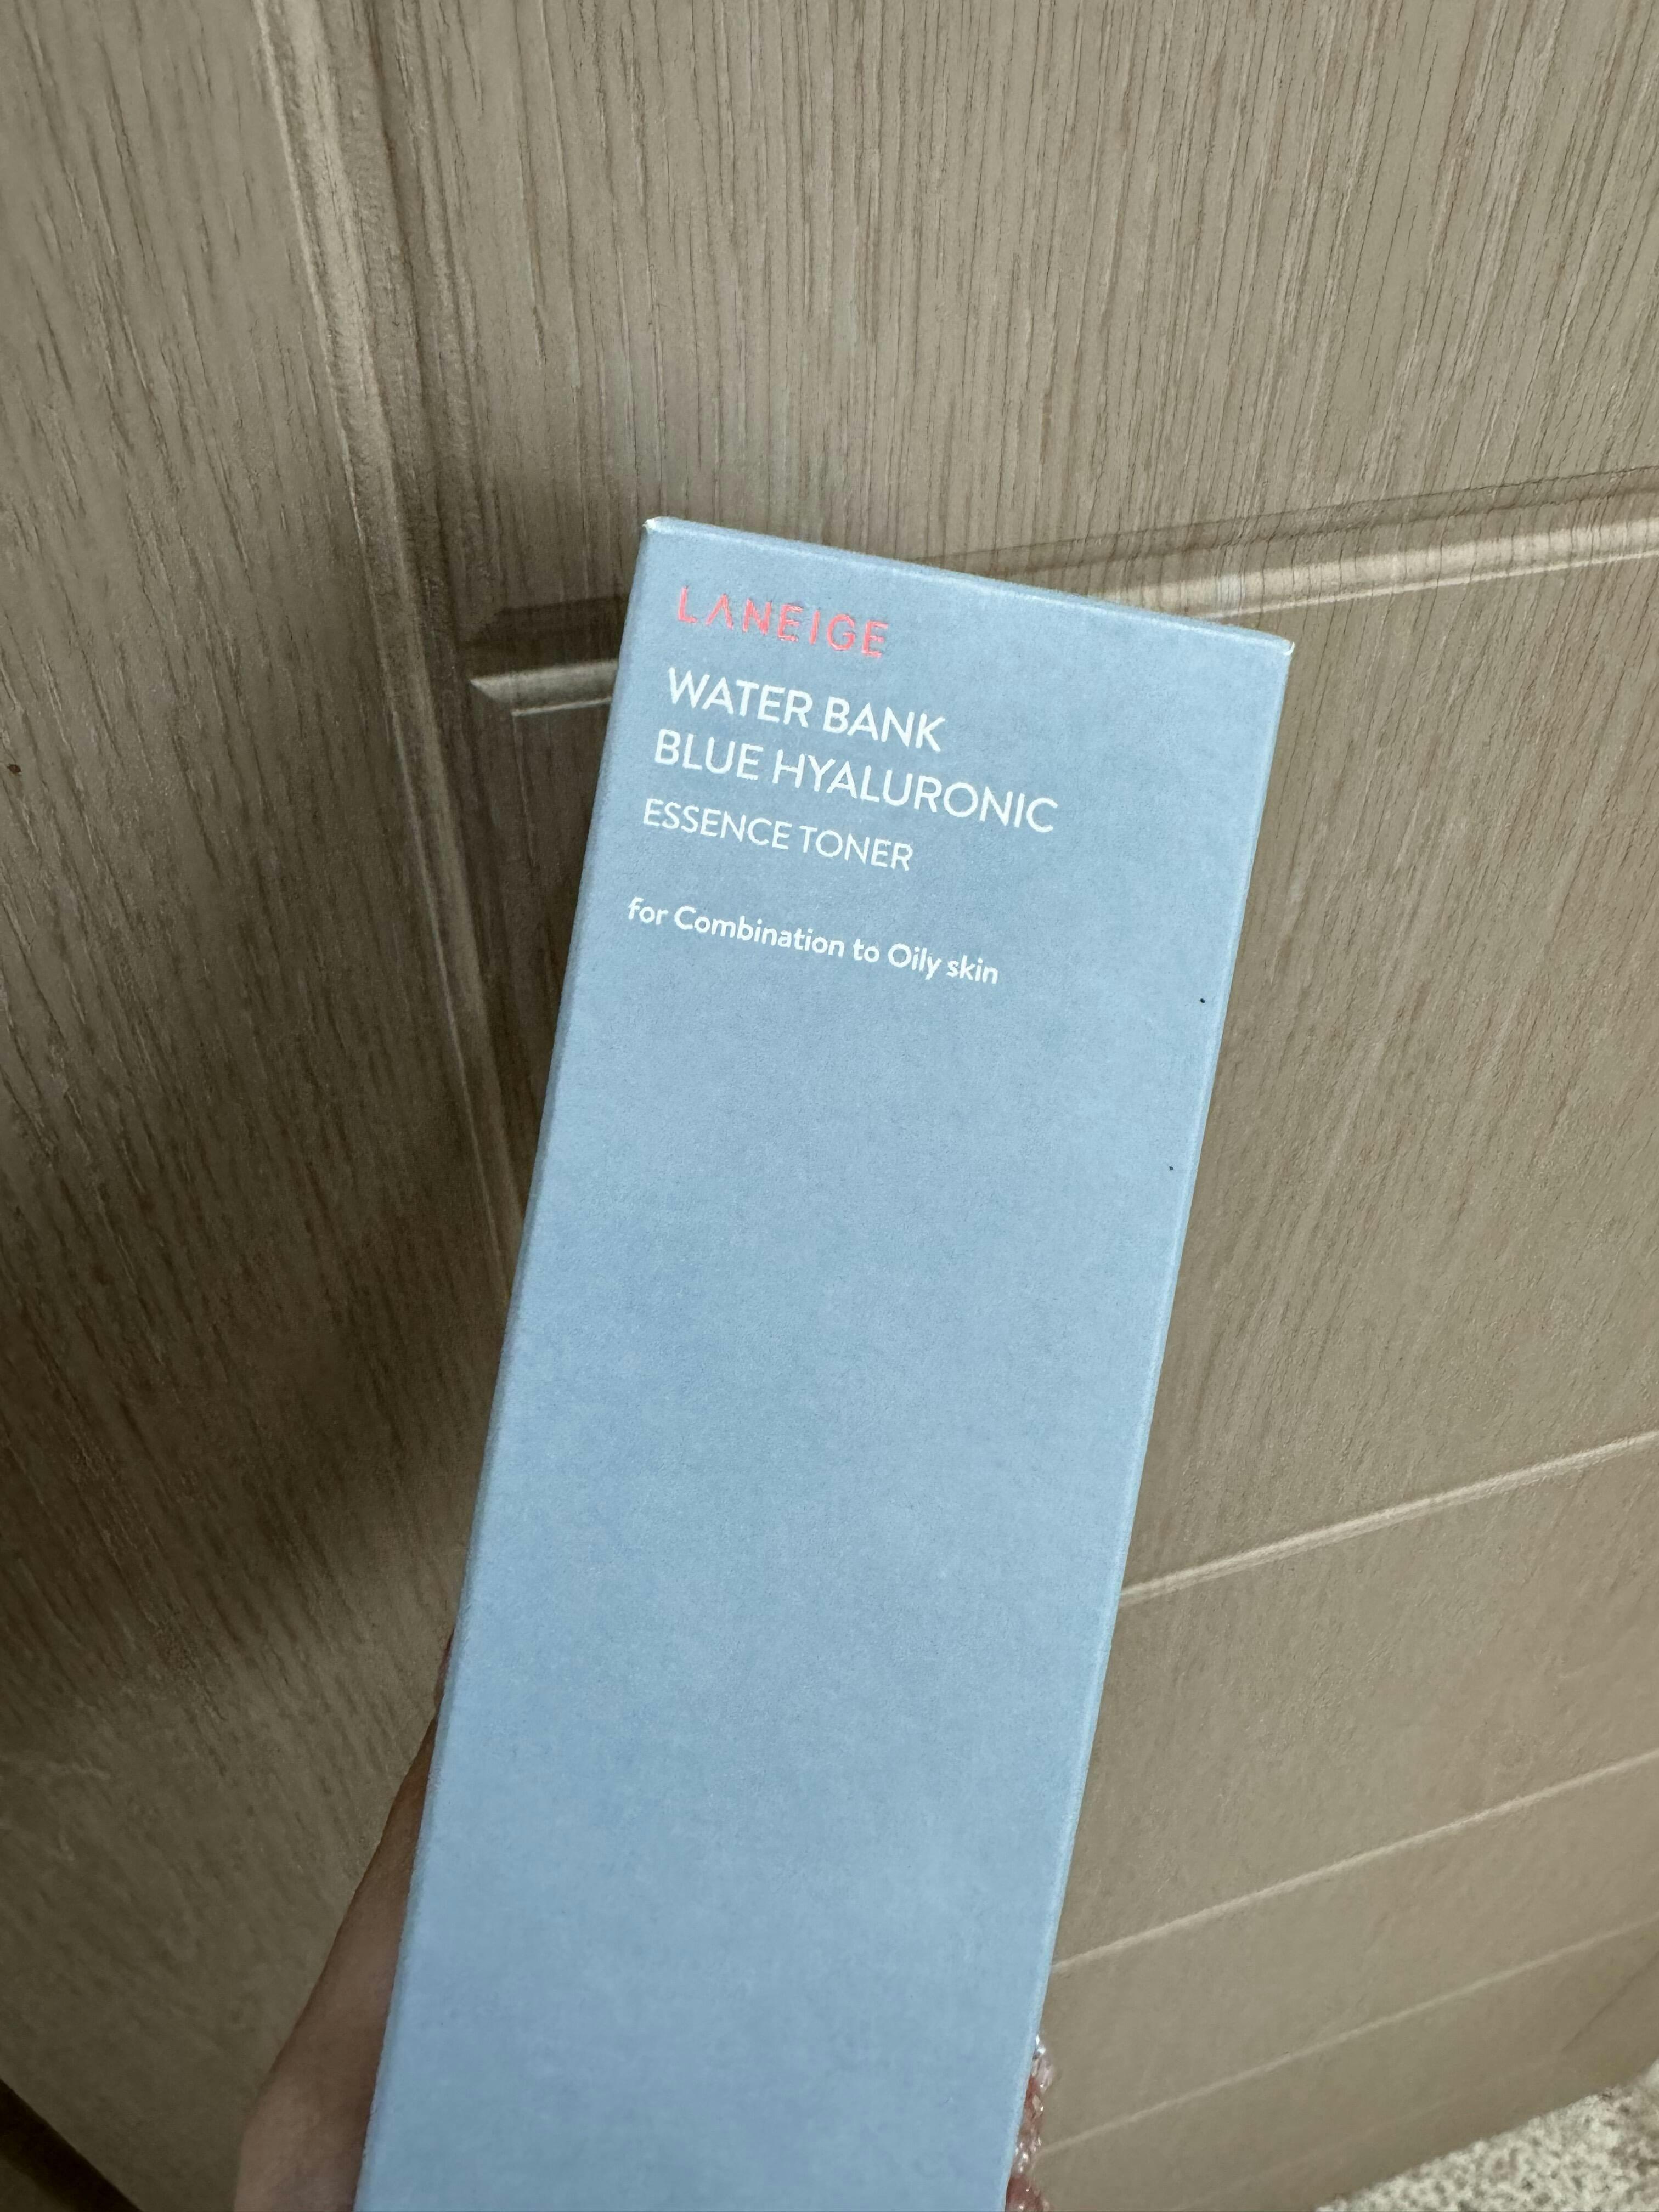 LANEIGE
WATER BANK
BLUE HYALURONIC
ESSENCE TONER
for Combination to Oily skin